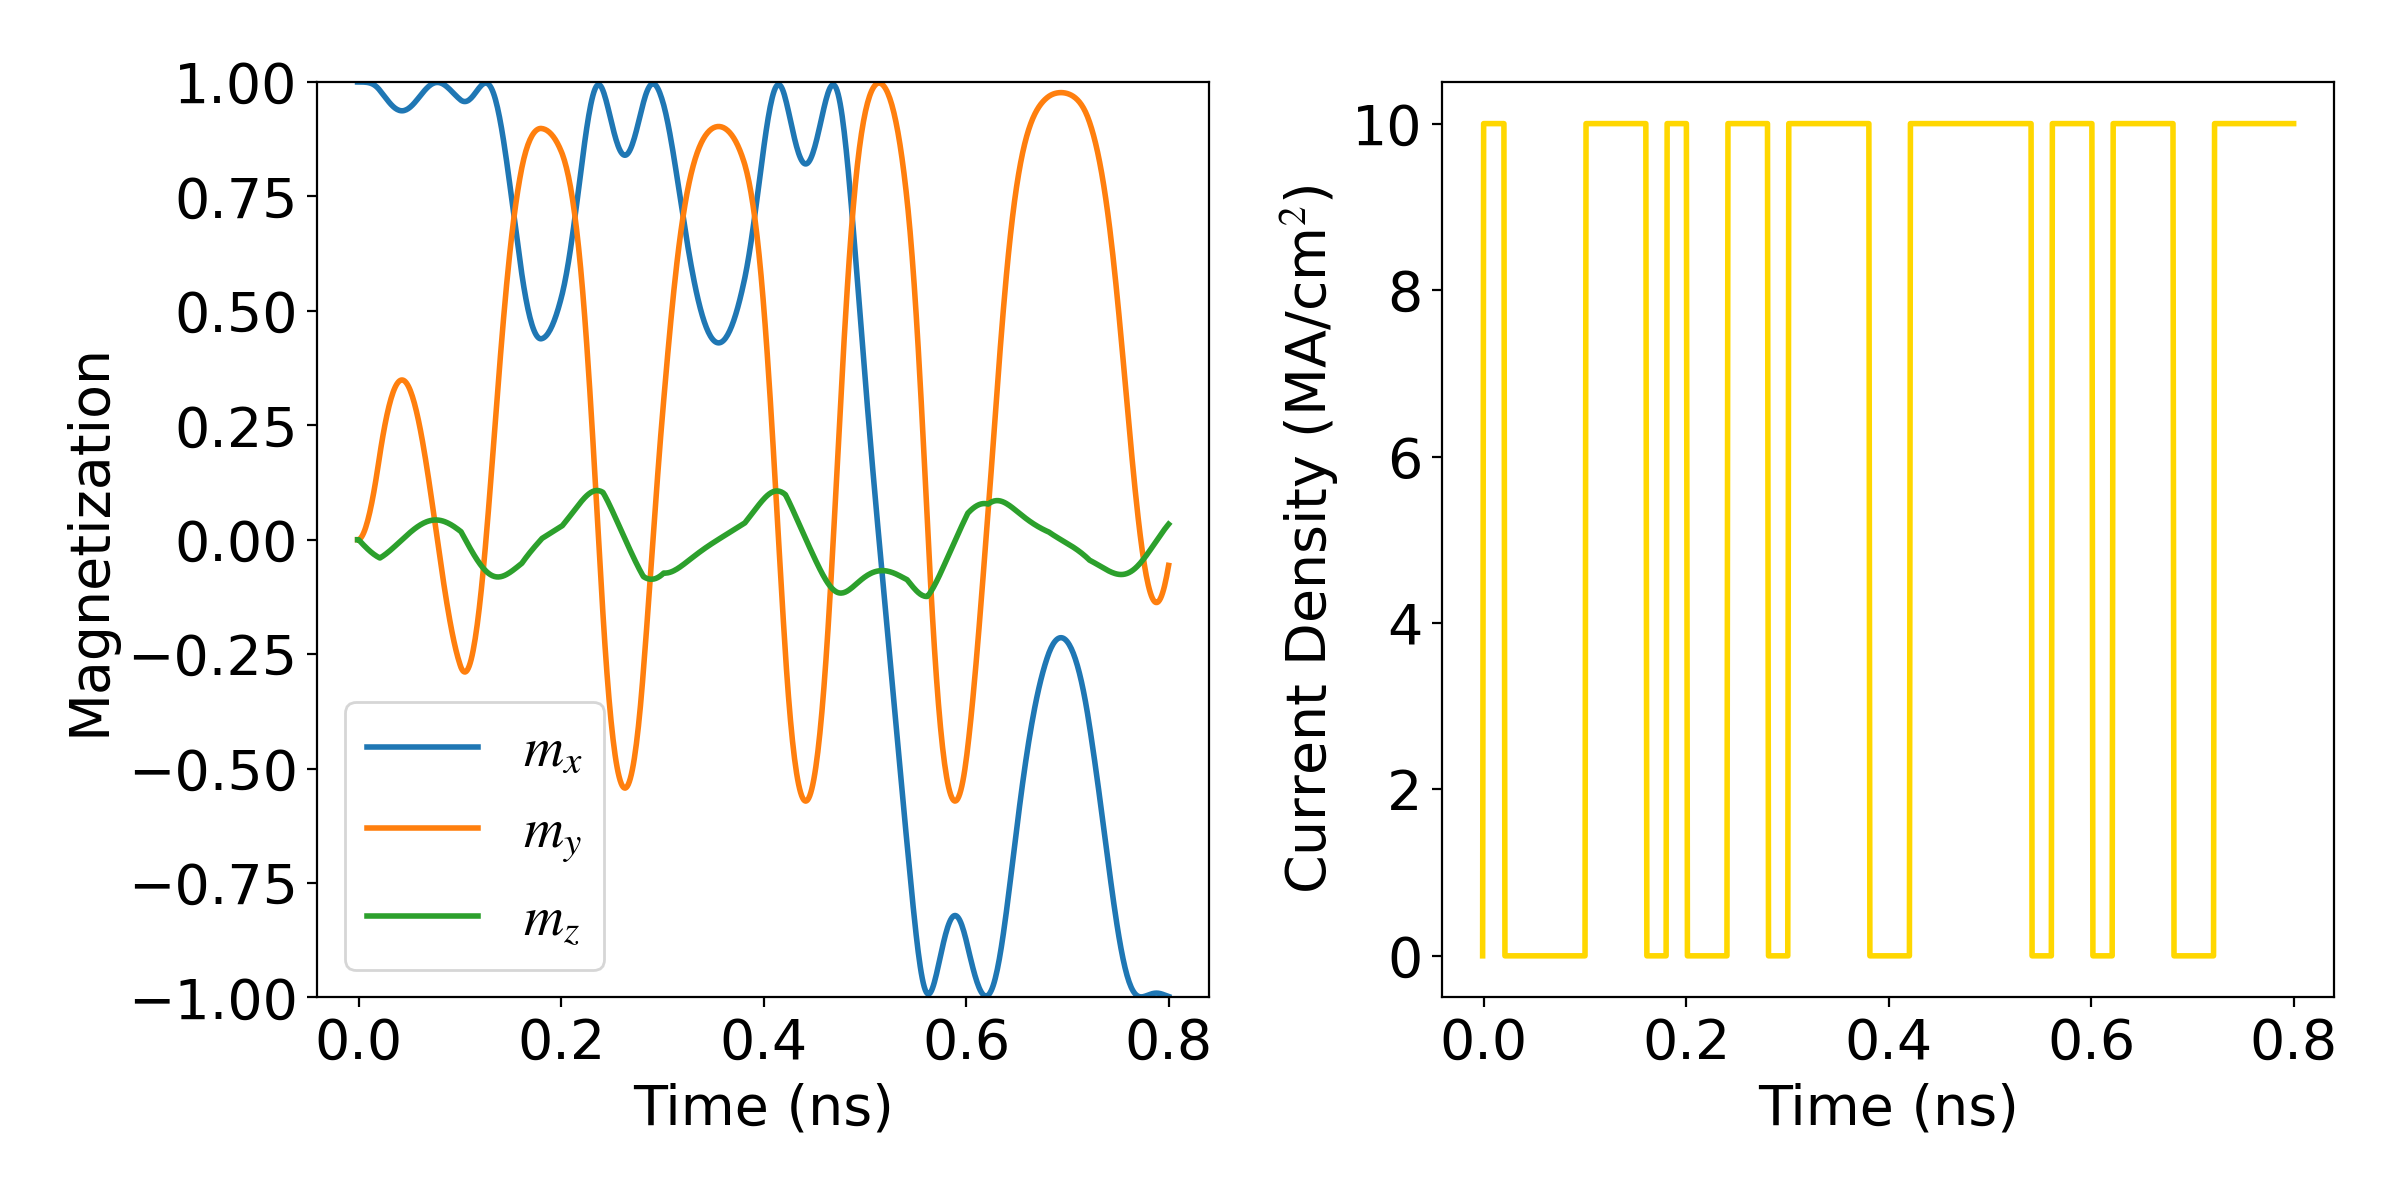 1.00
0.75
0.50
0.25
0.00
−0.25
−0.50
−0.75
−1.00
Magnetization
m_x
m_y
m_z
0.0 0.2 0.4 0.6 0.8
Time (ns)
10
8
6
4
2
0
Current Density (MA/cm²)
0.0 0.2 0.4 0.6 0.8
Time (ns)